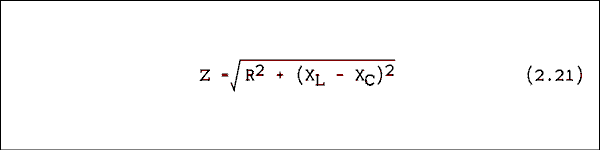 Z = √R² + (X_L - X_C)² (2.21)